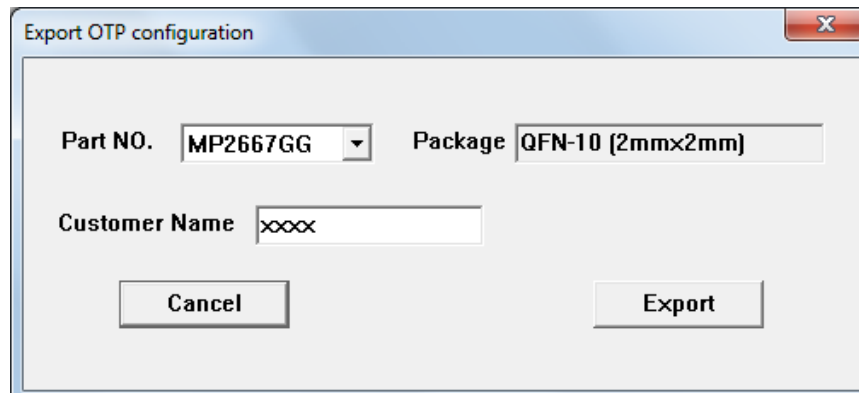 Export OTP configuration
Part NO. MP2667GG Package QFN-10 (2mmx2mm)
Customer Name xxxx
Cancel Export